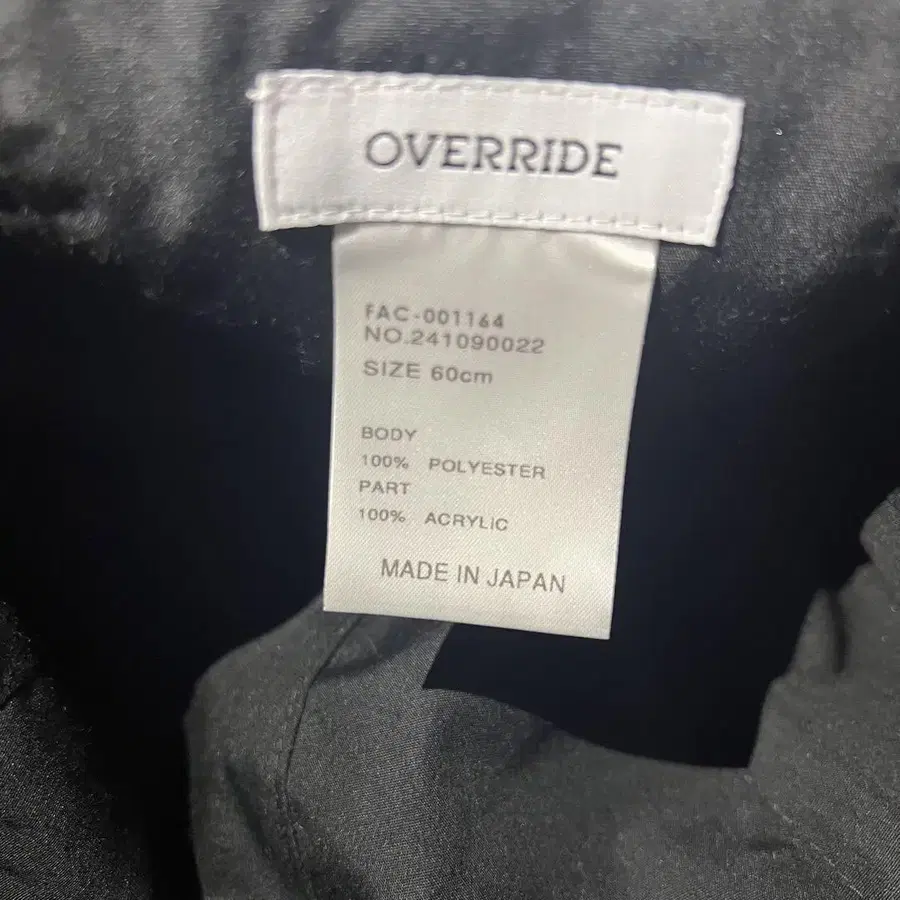 OVERRIDE
FAC-001164
NO.241090022
SIZE 60cm
BODY
100% POLYESTER
PART
100% ACRYLIC
MADE IN JAPAN